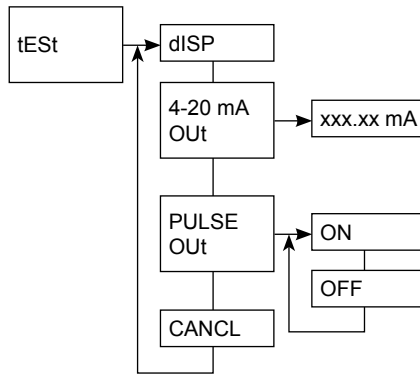 tESt
dISP
4-20 mA
OUt
xxx.xx mA
PULSE
OUt
ON
OFF
CANCL